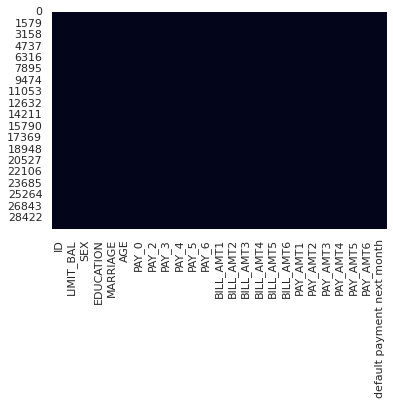 0
1579
3158
4737
6316
7895
9474
11053
12632
14211
15790
17369
18948
20527
22106
23685
25264
26843
28422
ID
LIMIT_BAL
SEX
EDUCATION
MARRIAGE
AGE
PAY_0
PAY_2
PAY_3
PAY_4
PAY_5
PAY_6
BILL_AMT1
BILL_AMT2
BILL_AMT3
BILL_AMT4
BILL_AMT5
BILL_AMT6
PAY_AMT1
PAY_AMT2
PAY_AMT3
PAY_AMT4
PAY_AMT5
PAY_AMT6
default payment next month